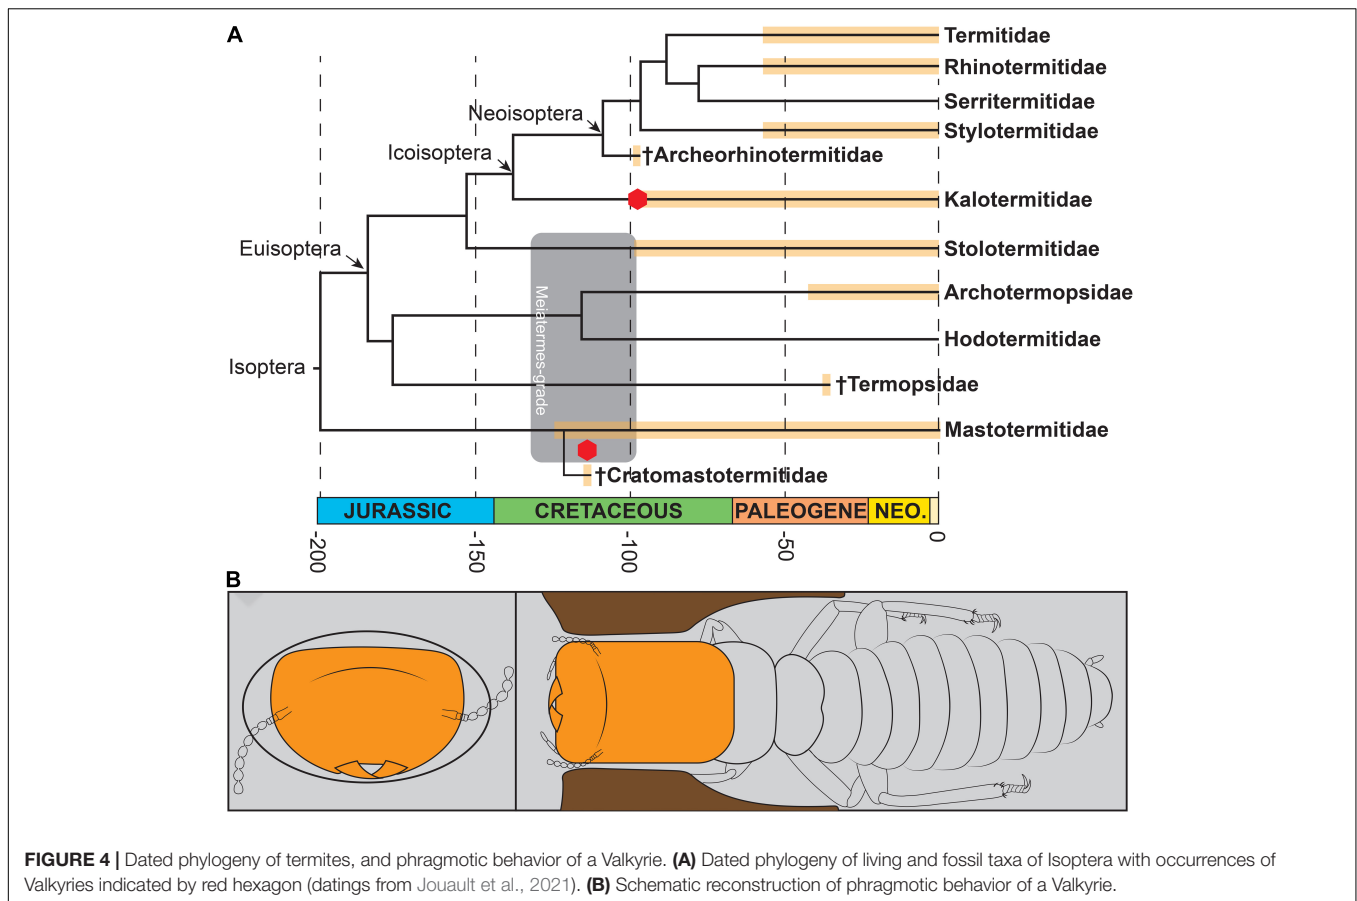 A
Termitidae
Rhinotermitidae
Serritermitidae
Neoisoptera
Stylotermitidae
Icoisoptera
†Archeorhinotermitidae
Kalotermitidae
Euisoptera
Stolotermitidae
Archotermopsidae
Meiatermes-grade
Hodotermitidae
Isoptera
†Termopsidae
Mastotermitidae
†Cratomastotermitidae
JURASSIC CRETACEOUS PALEOGENE NEO.
-200 -150 -100 -50 0
B
FIGURE 4 | Dated phylogeny of termites, and phragmotic behavior of a Valkyrie. (A) Dated phylogeny of living and fossil taxa of Isoptera with occurrences of
Valkyries indicated by red hexagon (datings from Jouault et al., 2021). (B) Schematic reconstruction of phragmotic behavior of a Valkyrie.